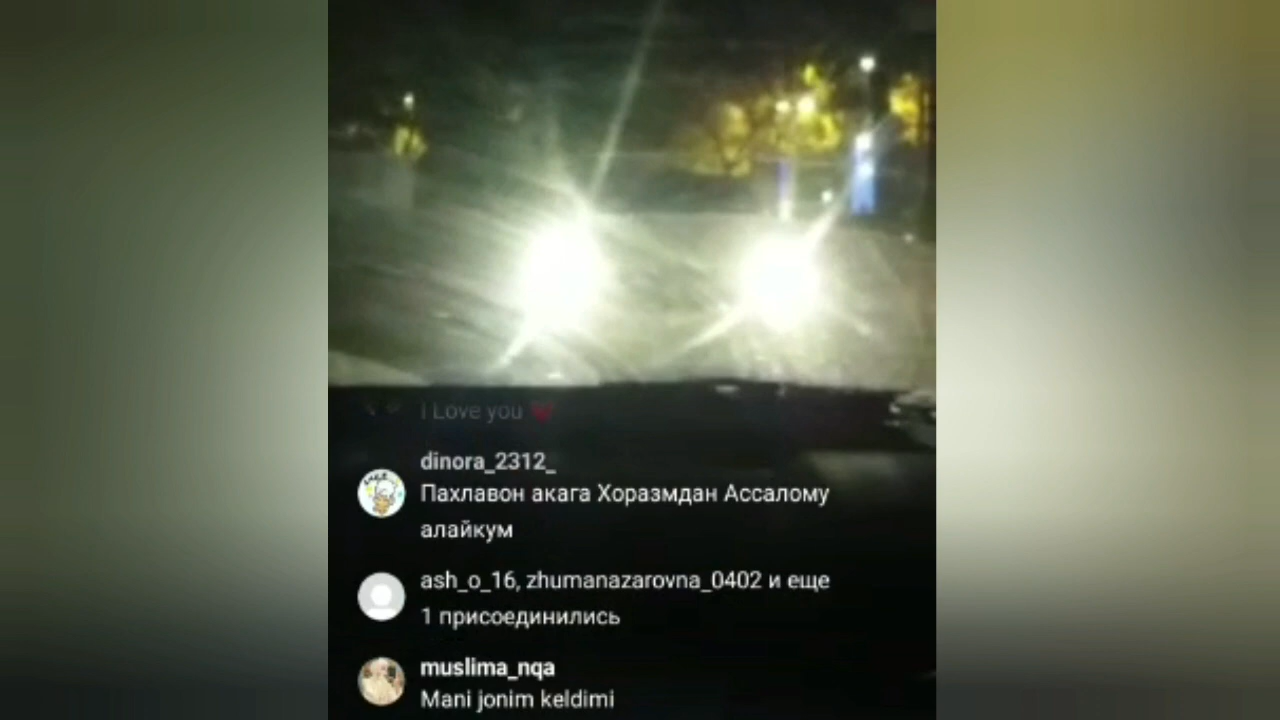 I Love you
dinora_2312_
Пахлавон акага Хоразмдан Ассалому
алайкум
ash_o_16, zhumanazarovna_0402 и еще
1 присоединились
muslima_nqa
Mani jonim keldimi